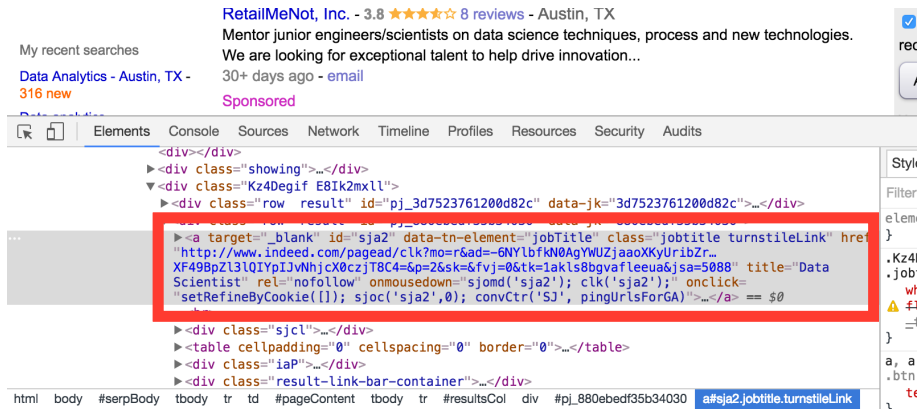 RetailMeNot, Inc. - 3.8 ★★★★☆ 8 reviews - Austin, TX
Mentor junior engineers/scientists on data science techniques, process and new technologies.
We are looking for exceptional talent to help drive innovation...
30+ days ago - email
Sponsored
My recent searches
Data Analytics - Austin, TX -
316 new
Elements Console Sources Network Timeline Profiles Resources Security Audits
<div></div>
▶<div class="showing">…</div>
▼<div class="Kz4Degif E8Ik2mxll">
▶<div class="row  result" id="pj_3d7523761200d82c" data-jk="3d7523761200d82c">…</div>
▶<a target="_blank" id="sja2" data-tn-element="jobTitle" class="jobtitle turnstileLink" href
"http://www.indeed.com/pagead/clk?mo=r&ad=-6NYlbfkN0AgYWUZjaaoXKyUribZr…
XF49BpZl3lQIYpIJvNhjcX0czjT8C4=&p=2&sk=&fvj=0&tk=1akls8bgvafleeua&jsa=5088" title="Data
Scientist" rel="nofollow" onmousedown="sjomd('sja2'); clk('sja2');" onclick=
"setRefineByCookie([]); sjoc('sja2',0); convCtr('SJ', pingUrlsForGA)">…</a> == $0
▶<div class="sjcl">…</div>
▶<table cellpadding="0" cellspacing="0" border="0">…</table>
▶<div class="iaP">…</div>
▶<div class="result-link-bar-container">…</div>
html body #serpBody tbody tr td #pageContent tbody tr #resultsCol div #pj_880ebedf35b34030 a#sja2.jobtitle.turnstileLink
Style
Filter
eleme
}
.Kz4
.job
wh
}
a, a
.btn